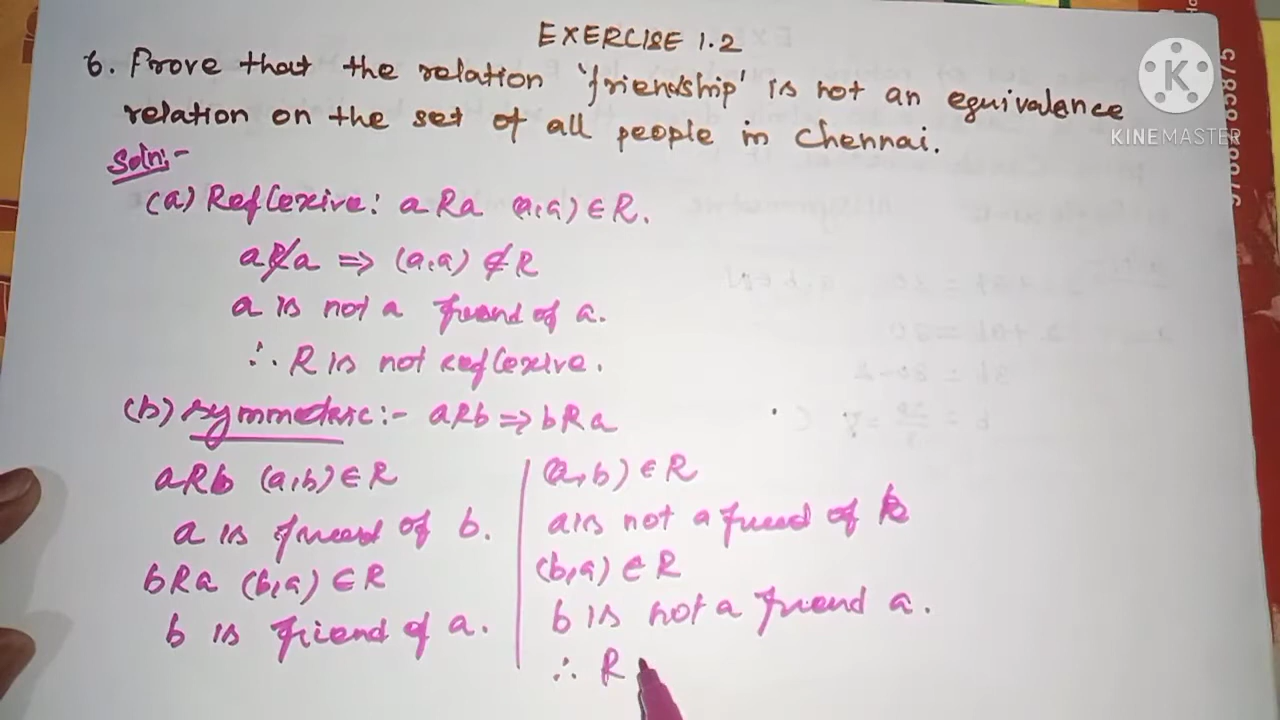 EXERCISE 1.2
6. Prove that the relation 'friendship' is not an equivalence
relation on the set of all people in Chennai.
Soln:-
(a) Reflexive: aRa (a,a) ∈ R.
aR̸a ⇒ (a,a) ∉ R
a is not a friend of a.
∴ R is not reflexive.
(b) Symmetric:- aRb ⇒ bRa
aRb (a,b) ∈ R
a is friend of b.
bRa (b,a) ∈ R
b is friend of a.
(a,b) ∈ R
a is not a friend of b
(b,a) ∈ R
b is not a friend a.
∴ R
K
KINEMASTER